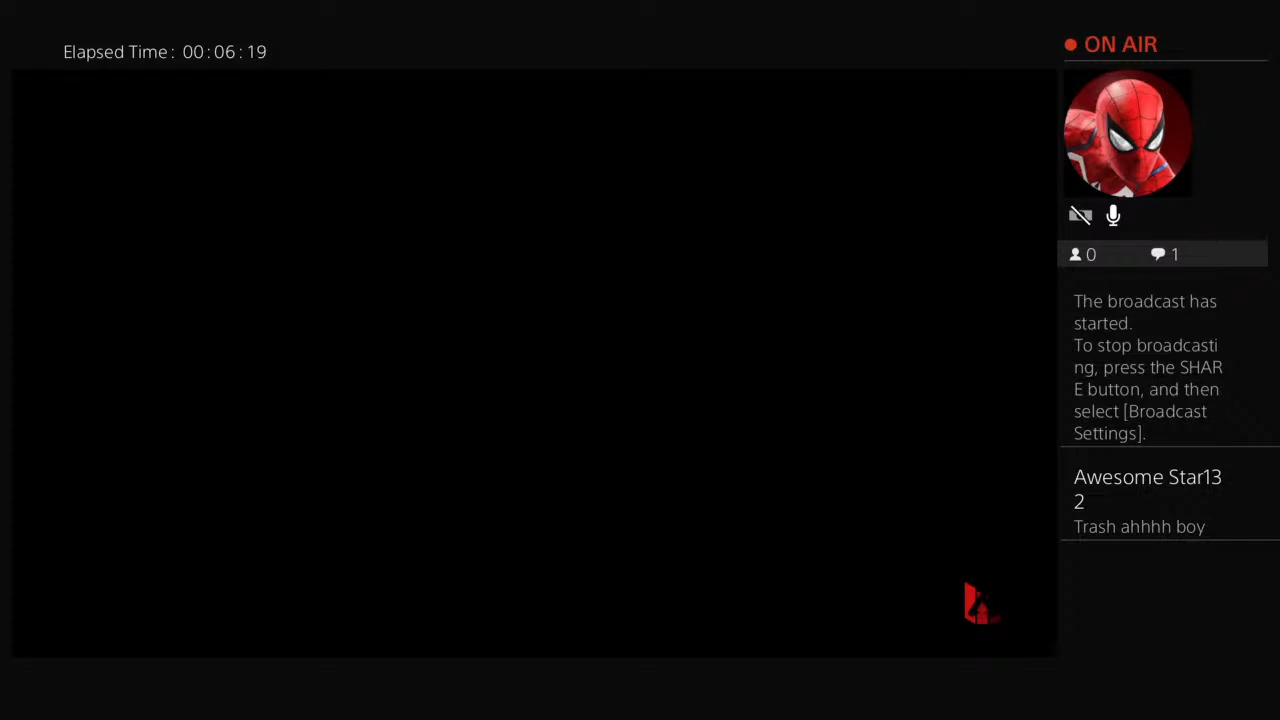 Elapsed Time: 00:06:19
ON AIR
0
1
The broadcast has
started.
To stop broadcasti
ng, press the SHAR
E button, and then
select [Broadcast
Settings].
Awesome Star13
2
Trash ahhhh boy